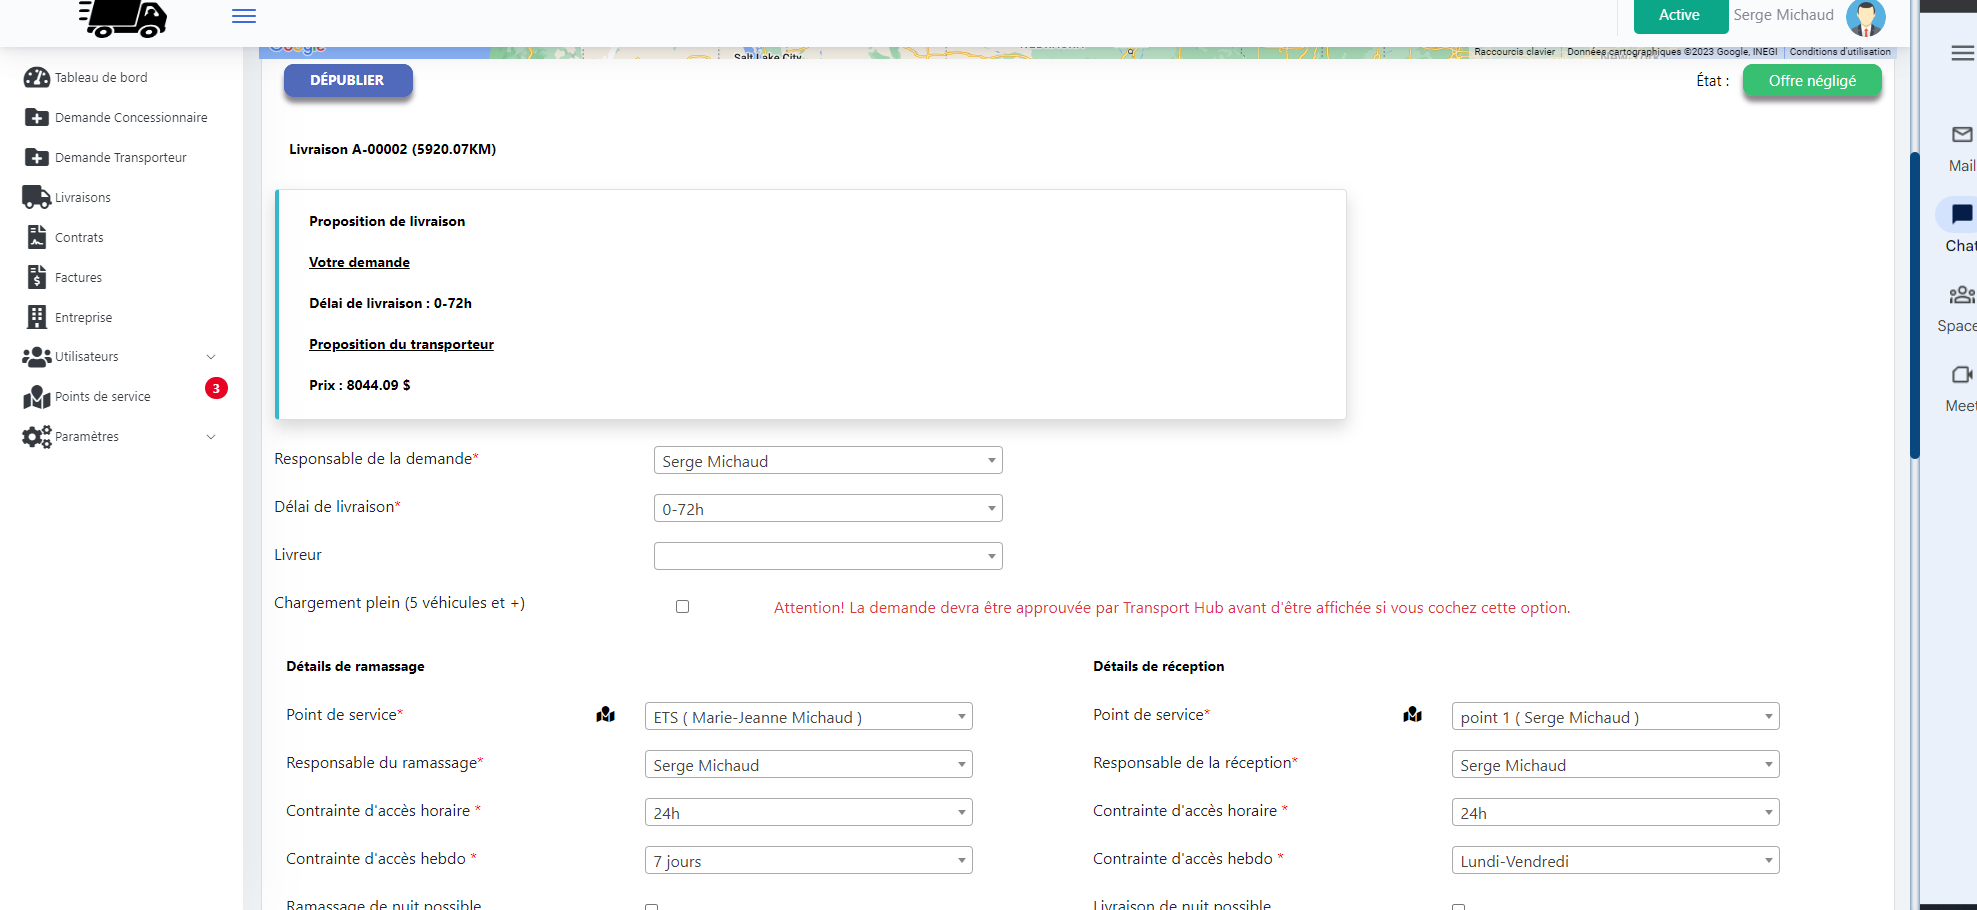 Active
Serge Michaud
Google
Salt Lake City
Raccourcis clavier
Données cartographiques ©2023 Google, INEGI
Conditions d'utilisation
Tableau de bord
Demande Concessionnaire
Demande Transporteur
Livraisons
Contrats
Factures
Entreprise
Utilisateurs
Points de service
3
Paramètres
DÉPUBLIER
État :
Offre négligé
Livraison A-00002 (5920.07KM)
Proposition de livraison
Votre demande
Délai de livraison : 0-72h
Proposition du transporteur
Prix : 8044.09 $
Responsable de la demande*
Serge Michaud
Délai de livraison*
0-72h
Livreur
Chargement plein (5 véhicules et +)
Attention! La demande devra être approuvée par Transport Hub avant d'être affichée si vous cochez cette option.
Détails de ramassage
Point de service*
ETS ( Marie-Jeanne Michaud )
Responsable du ramassage*
Serge Michaud
Contrainte d'accès horaire *
24h
Contrainte d'accès hebdo *
7 jours
Ramassage de nuit possible
Détails de réception
Point de service*
point 1 ( Serge Michaud )
Responsable de la réception*
Serge Michaud
Contrainte d'accès horaire *
24h
Contrainte d'accès hebdo *
Lundi-Vendredi
Livraison de nuit possible
Mail
Chat
Space
Meet